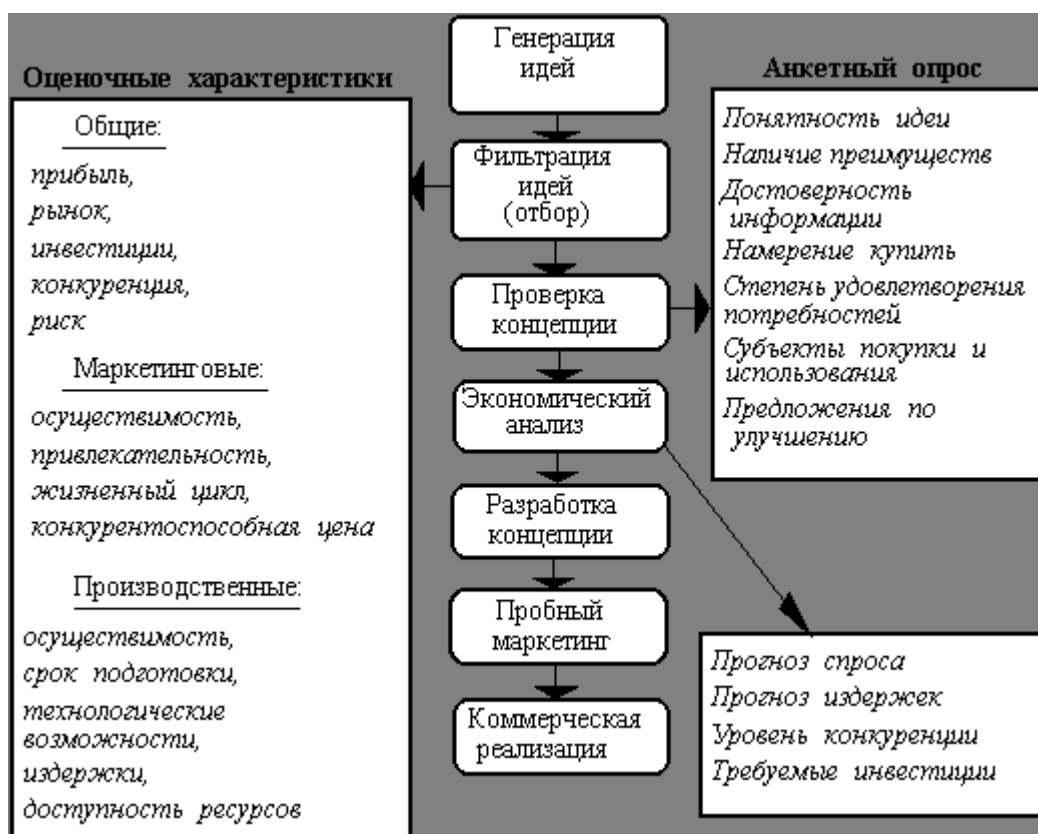 Генерация
идей
Фильтрация
идей
(отбор)
Проверка
концепции
Экономический
анализ
Разработка
концепции
Пробный
маркетинг
Коммерческая
реализация
Оценочные характеристики
Общие:
прибыль,
рынок,
инвестиции,
конкуренция,
риск
Маркетинговые:
осуществимость,
привлекательность,
жизненный цикл,
конкурентоспособная цена
Производственные:
осуществимость,
срок подготовки,
технологические
возможности,
издержки,
доступность ресурсов
Анкетный опрос
Понятность идеи
Наличие преимуществ
Достоверность
информации
Намерение купить
Степень удовлетворения
потребностей
Субъекты покупки и
использования
Предложения по
улучшению
Прогноз спроса
Прогноз издержек
Уровень конкуренции
Требуемые инвестиции